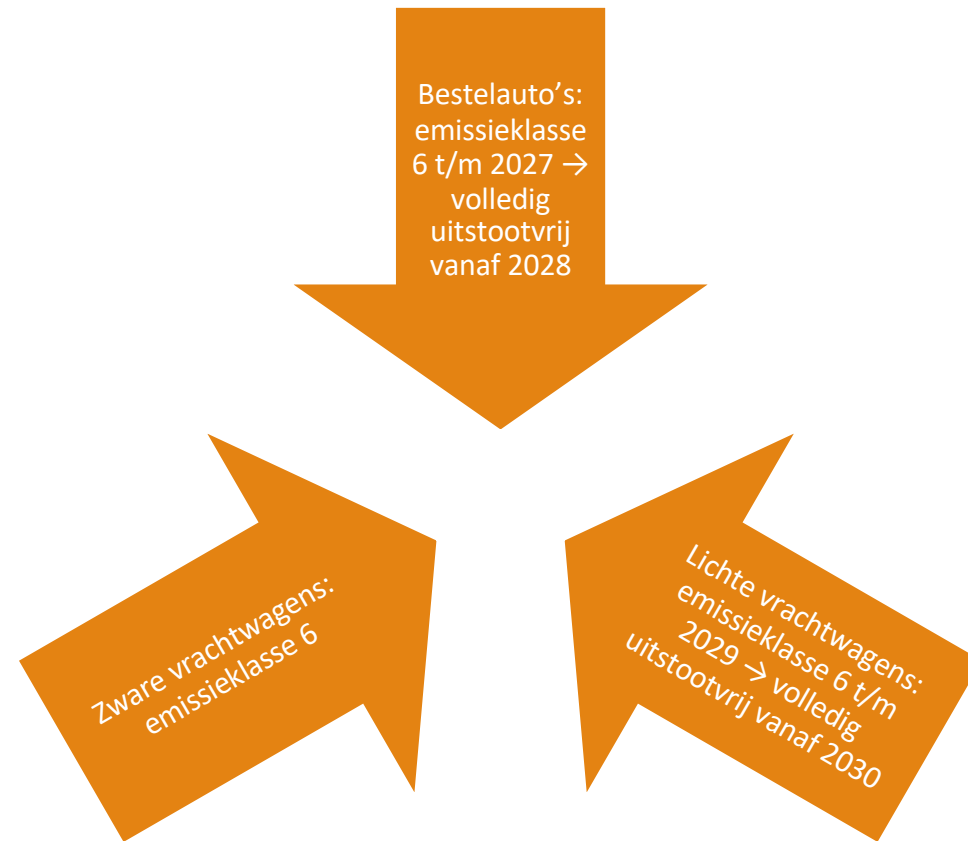 Bestelauto’s:
emissieklasse
6 t/m 2027 →
volledig
uitstootvrij
vanaf 2028
Zware vrachtwagens:
emissieklasse 6
Lichte vrachtwagens:
emissieklasse 6 t/m
2029 → volledig
uitstootvrij vanaf 2030